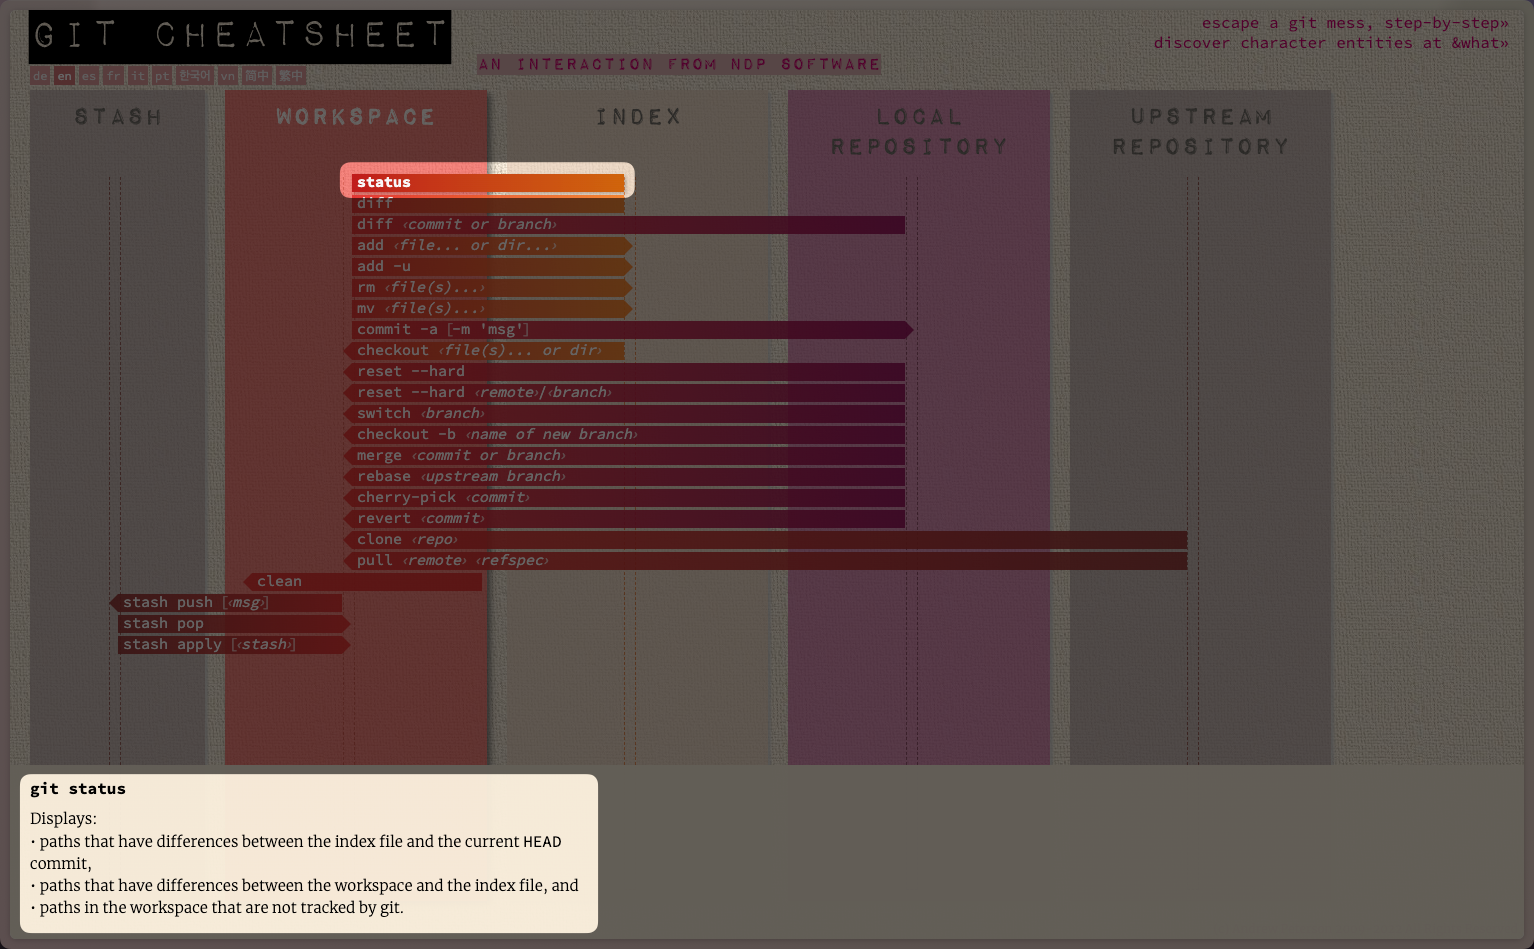 GIT CHEATSHEET
escape a git mess, step-by-step»
discover character entities at &what»
AN INTERACTION FROM NDP SOFTWARE
de en es fr it pt 한국어 vn 简中 繁中
STASH
WORKSPACE
INDEX
LOCAL
REPOSITORY
UPSTREAM
REPOSITORY
status
diff
diff ‹commit or branch›
add ‹file... or dir...›
add -u
rm ‹file(s)...›
mv ‹file(s)...›
commit -a [-m 'msg']
checkout ‹file(s)... or dir›
reset --hard
reset --hard ‹remote›/‹branch›
switch ‹branch›
checkout -b ‹name of new branch›
merge ‹commit or branch›
rebase ‹upstream branch›
cherry-pick ‹commit›
revert ‹commit›
clone ‹repo›
pull ‹remote› ‹refspec›
clean
stash push [‹msg›]
stash pop
stash apply [‹stash›]
git status
Displays:
• paths that have differences between the index file and the current HEAD
commit,
• paths that have differences between the workspace and the index file, and
• paths in the workspace that are not tracked by git.